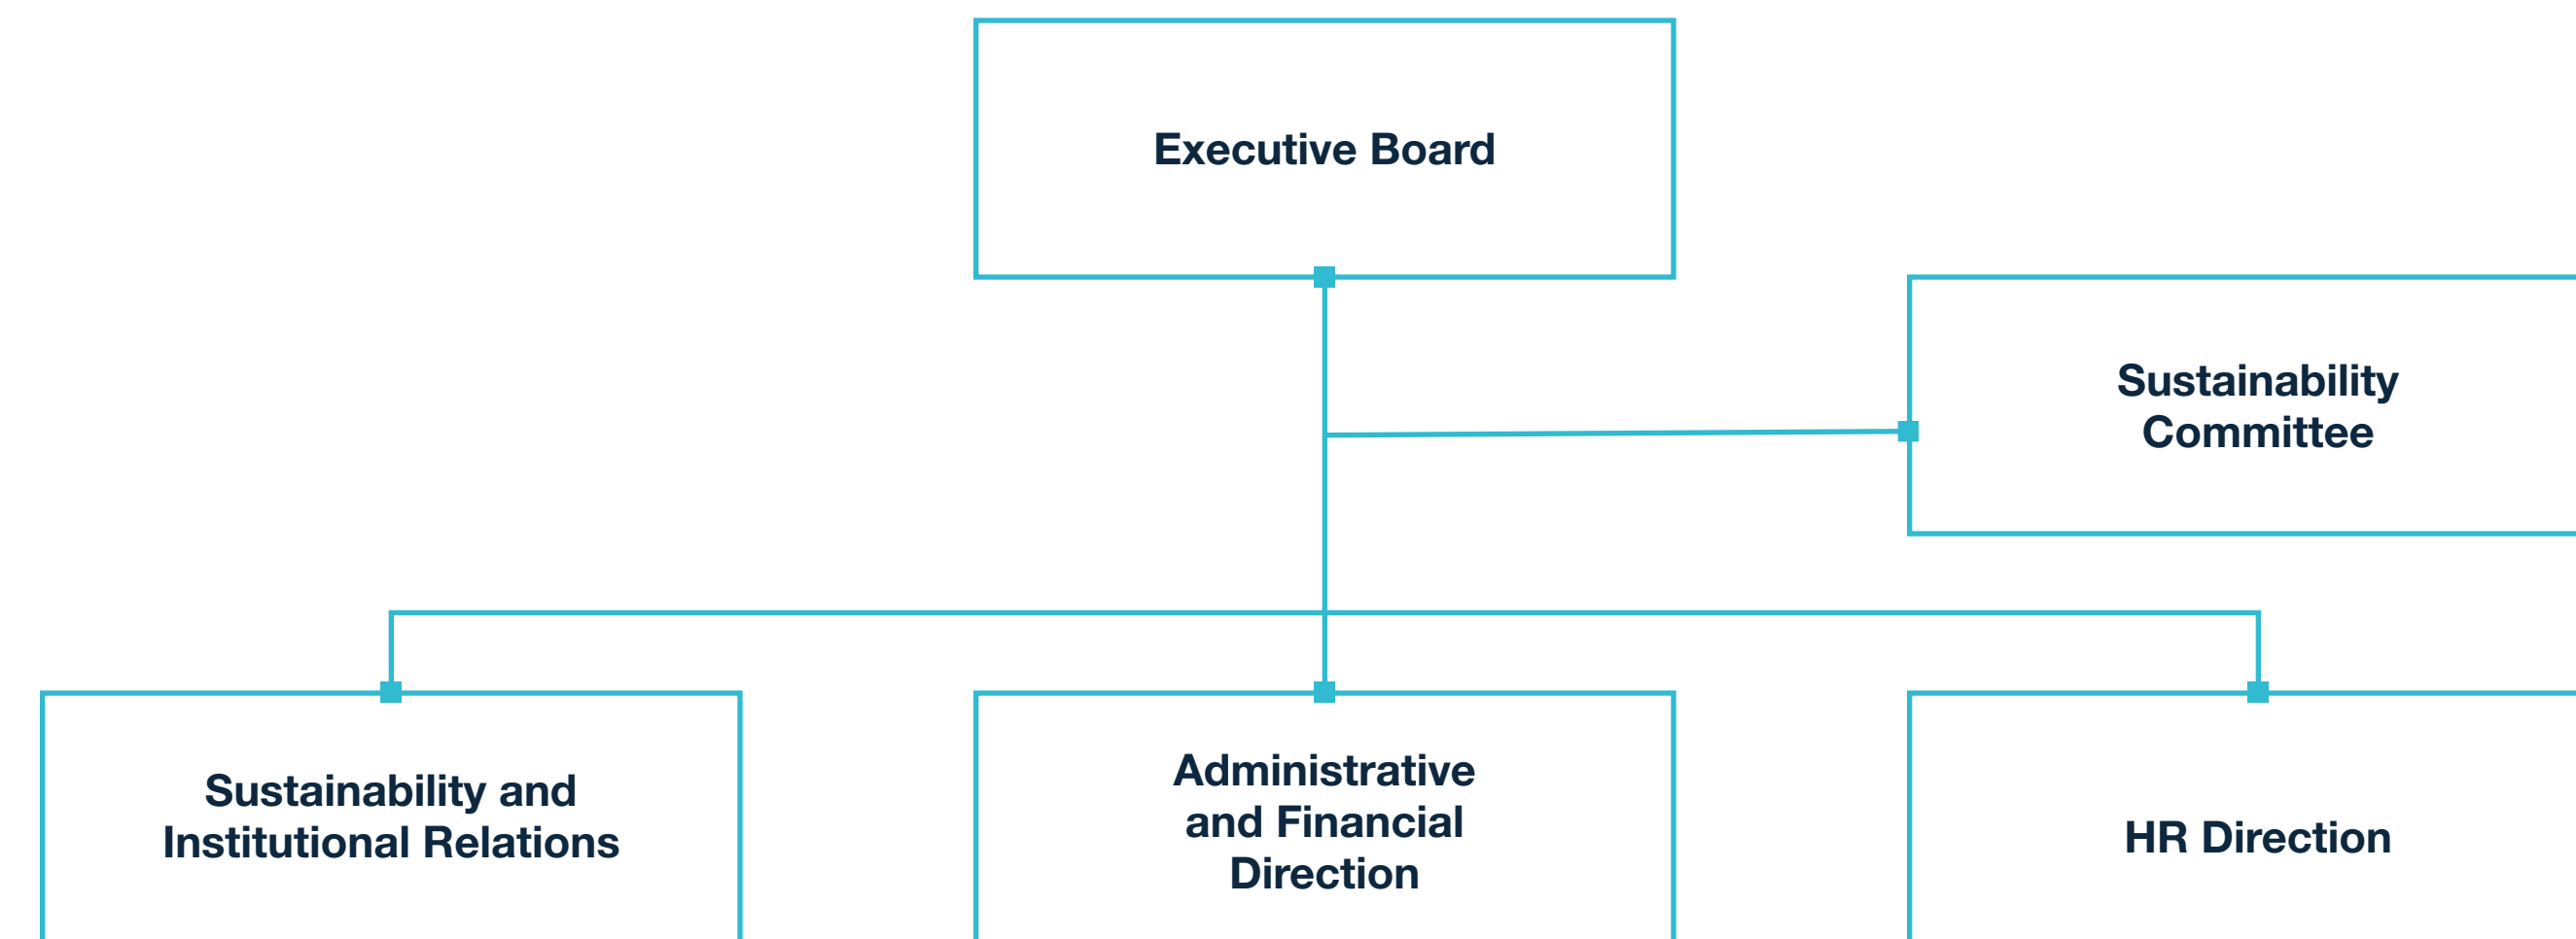 Executive Board
Sustainability
Committee
Sustainability and
Institutional Relations
Administrative
and Financial
Direction
HR Direction